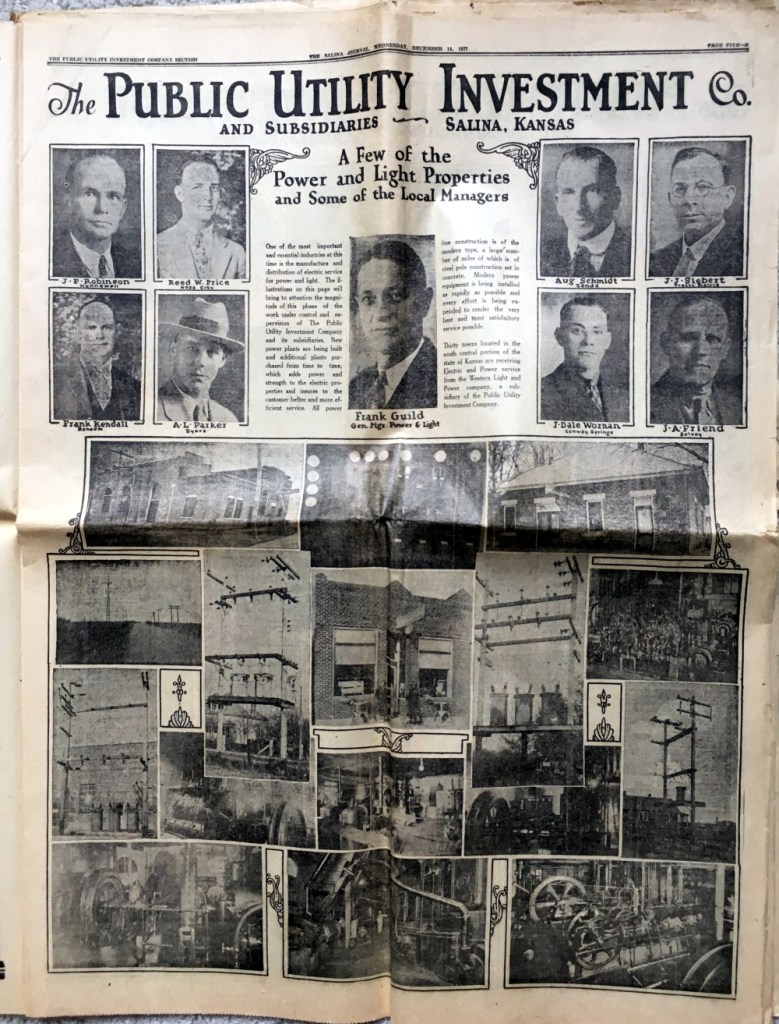 THE PUBLIC UTILITY INVESTMENT COMPANY SECTION
THE SALINA JOURNAL, WEDNESDAY, DECEMBER 14, 1927
PAGE FIVE—B
The PUBLIC UTILITY INVESTMENT Co.
AND SUBSIDIARIES — SALINA, KANSAS
A Few of the
Power and Light Properties
and Some of the Local Managers
J. P. Robinson
Hunnewell
Reed W. Price
Ness City
Aug Schmidt
Zenda
J. J. Siebert
Frank Kendall
Ransom
A. L. Parker
Byers
J. Dale Wornan
Conway Springs
J. A. Friend
One of the most important
and essential industries at this
time is the manufacture and
distribution of electric service
for power and light. The il-
lustrations on this page will
bring to attention the magni-
tude of this phase of the
work under control and su-
pervision of The Public
Utility Investment Company
and its subsidiaries. New
power plants are being built
and additional plants pur-
chased from time to time,
which adds power and
strength to the electric pro-
perties and insures to the
customer better and more ef-
ficient service. All power
Frank Guild
Gen. Mgr. Power & Light
line construction is of the
modern type, a large num-
ber of miles of which is of
steel pole construction set in
concrete. Modern power
equipment is being installed
as rapidly as possible and
every effort is being ex-
pended to render the very
best and most satisfactory
service possible.
Thirty towns located in the
south central portion of the
state of Kansas are receiving
Electric and Power service
from the Western Light and
Power company, a sub-
sidiary of the Public Utility
Investment Company.